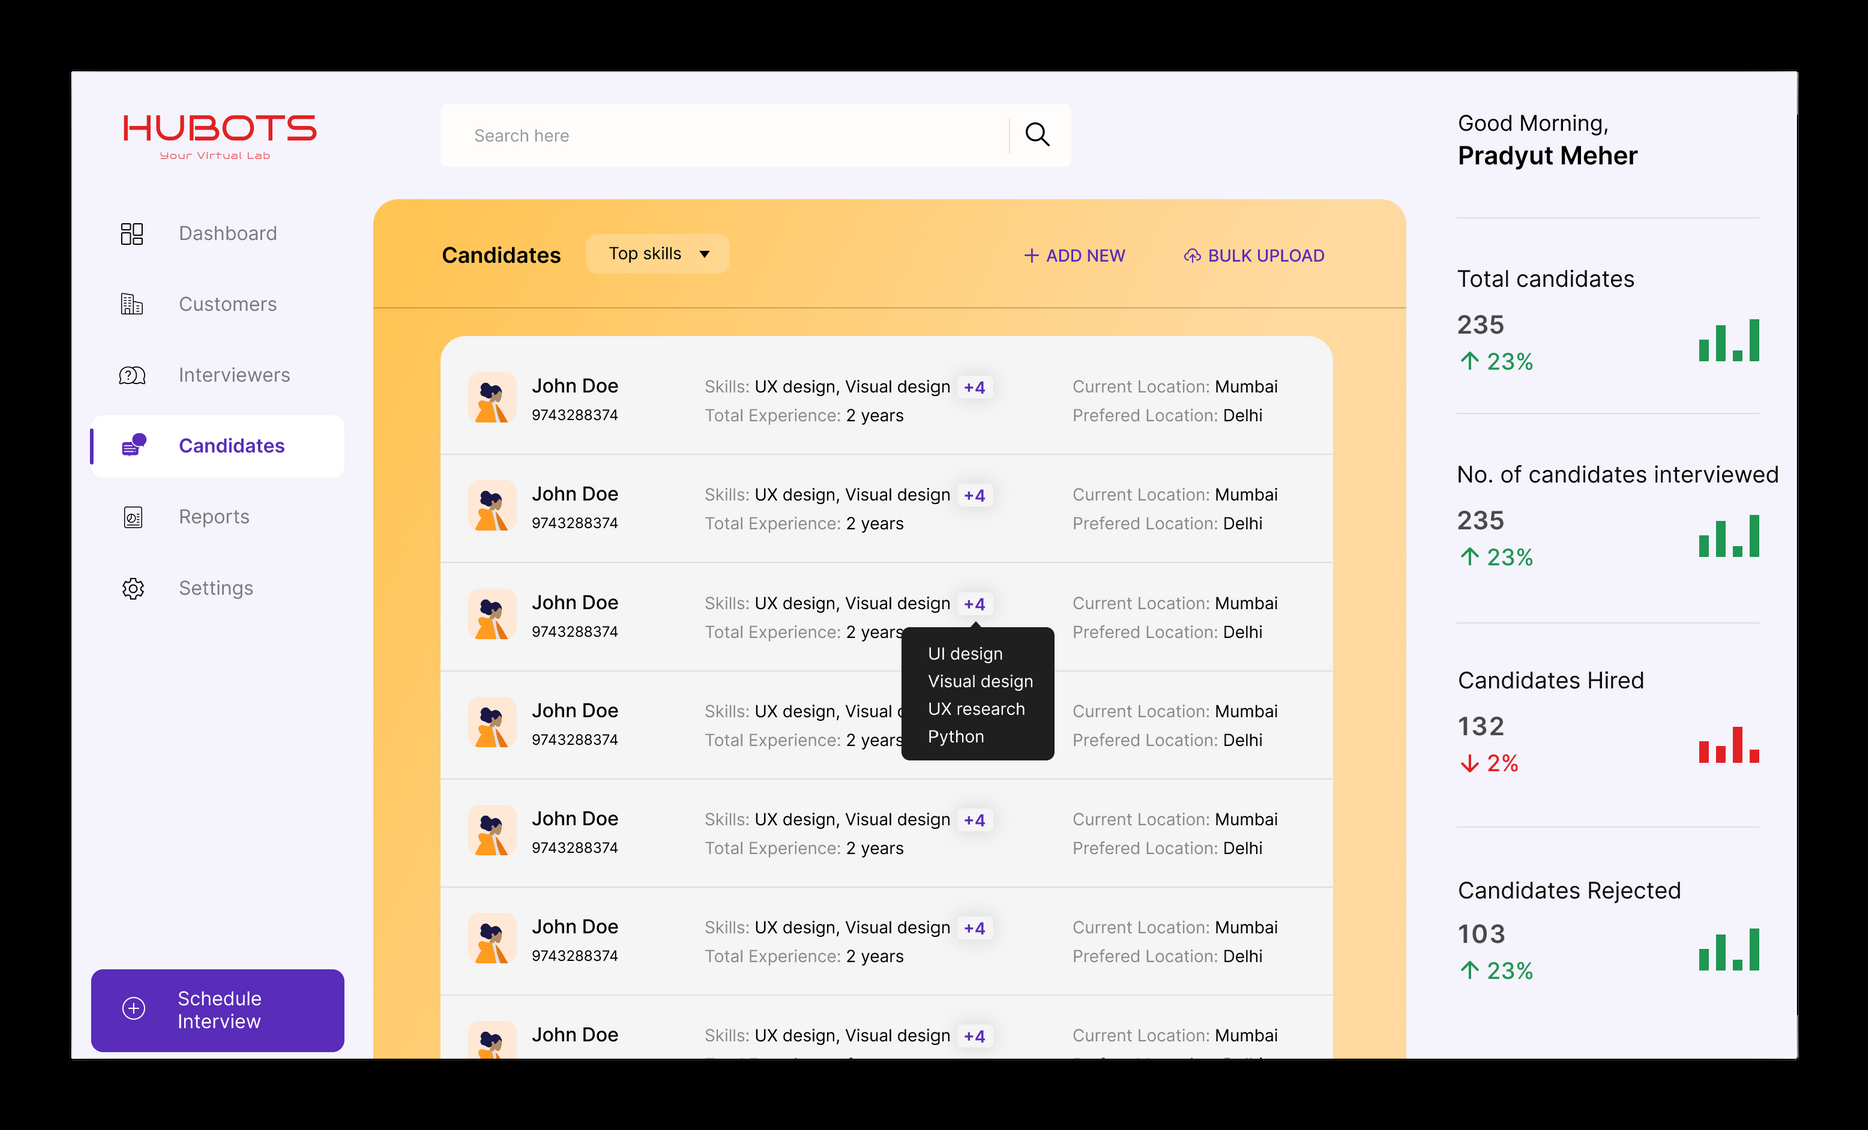 HUBOTS
Your Virtual Lab
Search here
Good Morning,
Pradyut Meher
Dashboard
Customers
Interviewers
Candidates
Reports
Settings
Schedule
Interview
Candidates
Top skills
ADD NEW
BULK UPLOAD
John Doe
9743288374
Skills: UX design, Visual design +4
Total Experience: 2 years
Current Location: Mumbai
Prefered Location: Delhi
John Doe
9743288374
Skills: UX design, Visual design +4
Total Experience: 2 years
Current Location: Mumbai
Prefered Location: Delhi
John Doe
9743288374
Skills: UX design, Visual design +4
Total Experience: 2 years
Current Location: Mumbai
Prefered Location: Delhi
UI design
Visual design
UX research
Python
John Doe
9743288374
Skills: UX design, Visual
Total Experience: 2 years
Current Location: Mumbai
Prefered Location: Delhi
John Doe
9743288374
Skills: UX design, Visual design +4
Total Experience: 2 years
Current Location: Mumbai
Prefered Location: Delhi
John Doe
9743288374
Skills: UX design, Visual design +4
Total Experience: 2 years
Current Location: Mumbai
Prefered Location: Delhi
John Doe
Skills: UX design, Visual design +4
Current Location: Mumbai
Total candidates
235
23%
No. of candidates interviewed
235
23%
Candidates Hired
132
2%
Candidates Rejected
103
23%